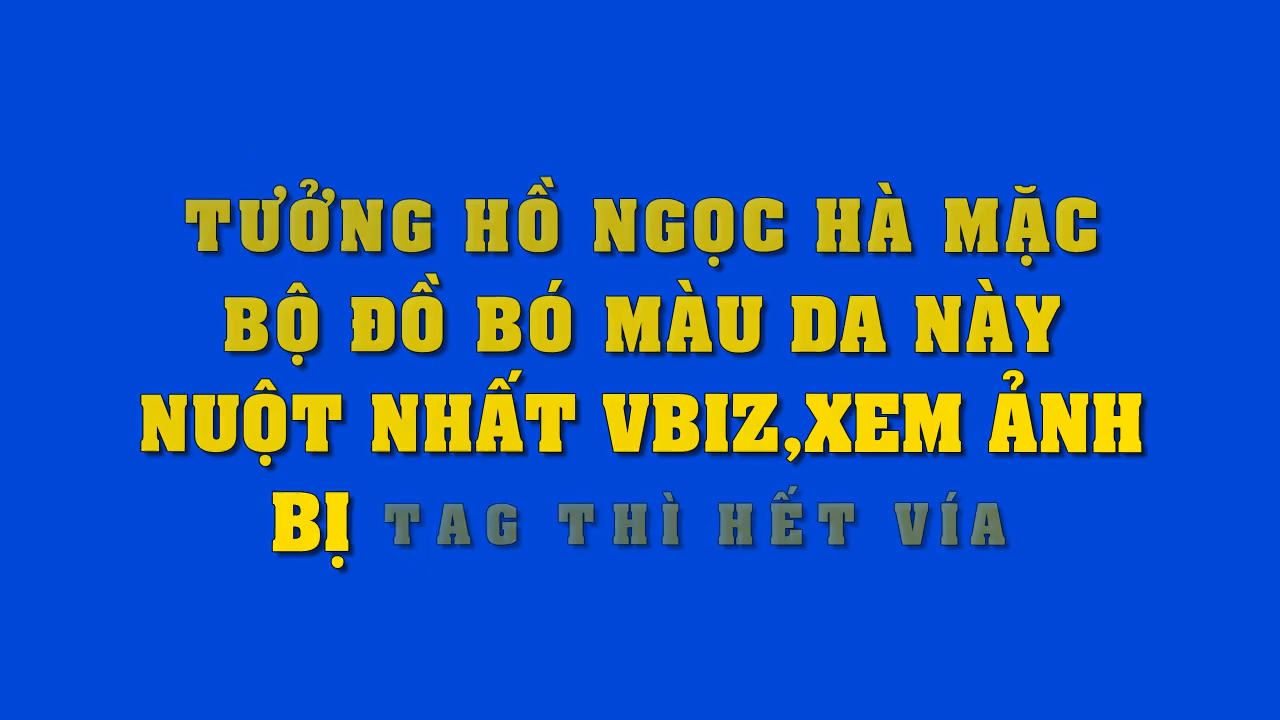 TƯỞNG HỒ NGỌC HÀ MẶC
BỘ ĐỒ BÓ MÀU DA NÀY
NUỘT NHẤT VBIZ,XEM ẢNH
BỊ TAG THÌ HẾT VÍA